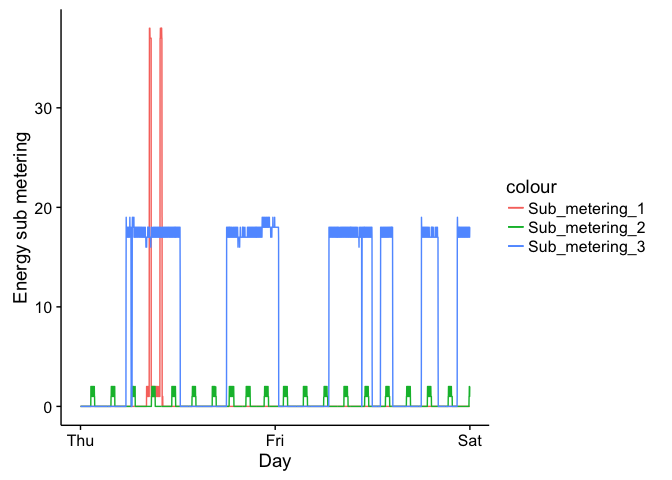 Energy sub metering
30
20
10
0
Thu
Fri
Sat
Day
colour
Sub_metering_1
Sub_metering_2
Sub_metering_3